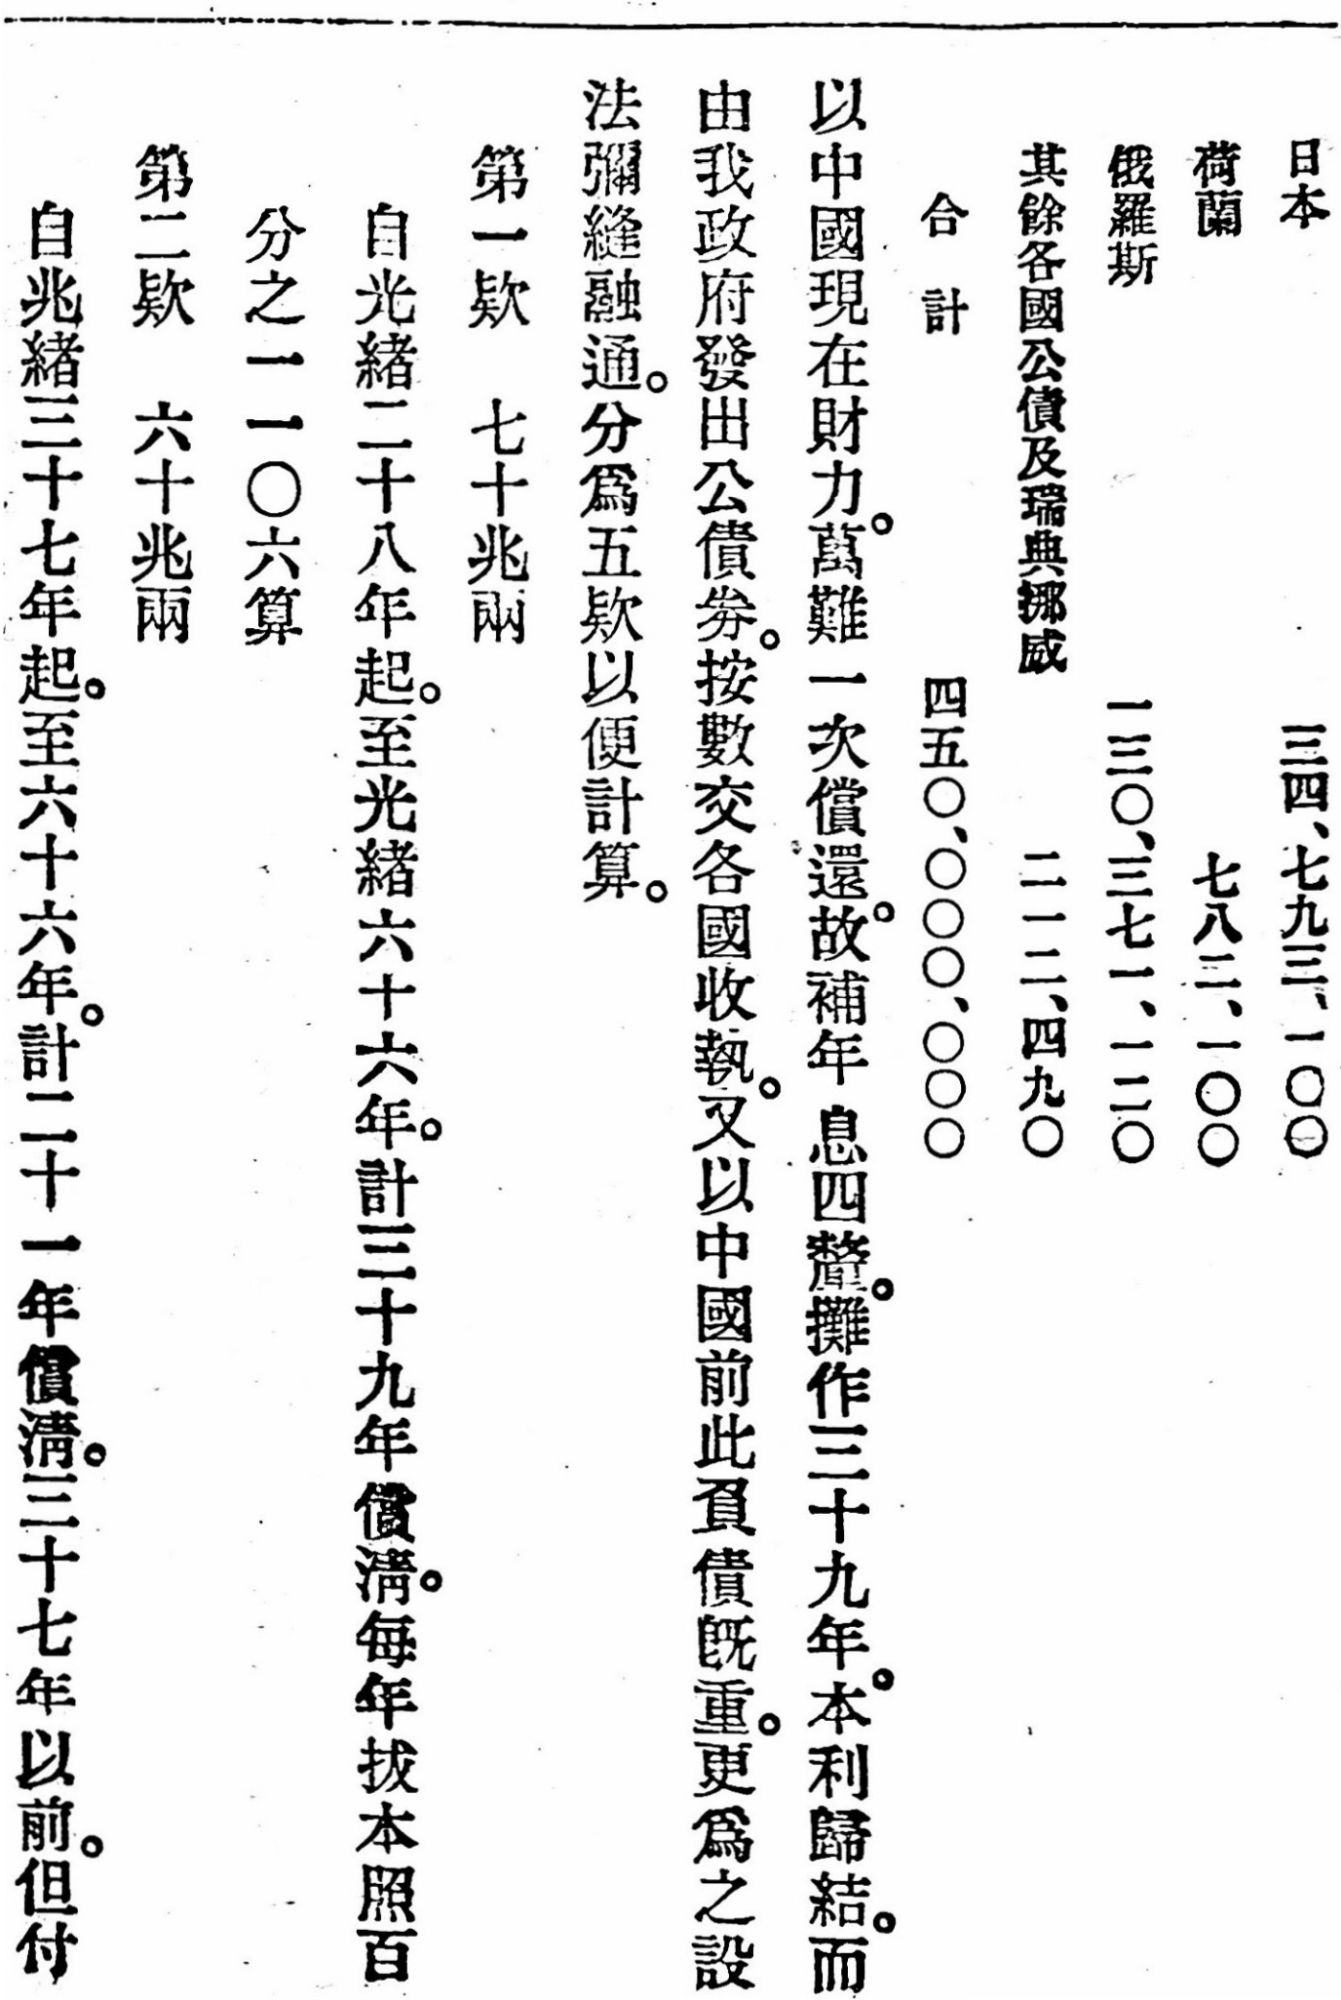 日本　三四、七九三、一〇〇
荷蘭　七八二、一〇〇
俄羅斯　一三〇、三七一、一二〇
其餘各國公債及瑞典挪威　二一二、四九〇
合計　四五〇、〇〇〇、〇〇〇
以中國現在財力。萬難一次償還。故補年息四釐。攤作三十九年。本利歸結。而
由我政府發出公債券。按數交各國收執。又以中國前此負債旣重。更爲之設
法彌縫融通。分爲五欵以便計算。
第一欵　七十兆兩
自光緒二十八年起。至光緒六十六年。計三十九年償淸。每年拔本照百
分之一一〇六算
第二欵　六十兆兩
自兆緒三十七年起。至六十六年。計二十一年償淸。三十七年以前。但付